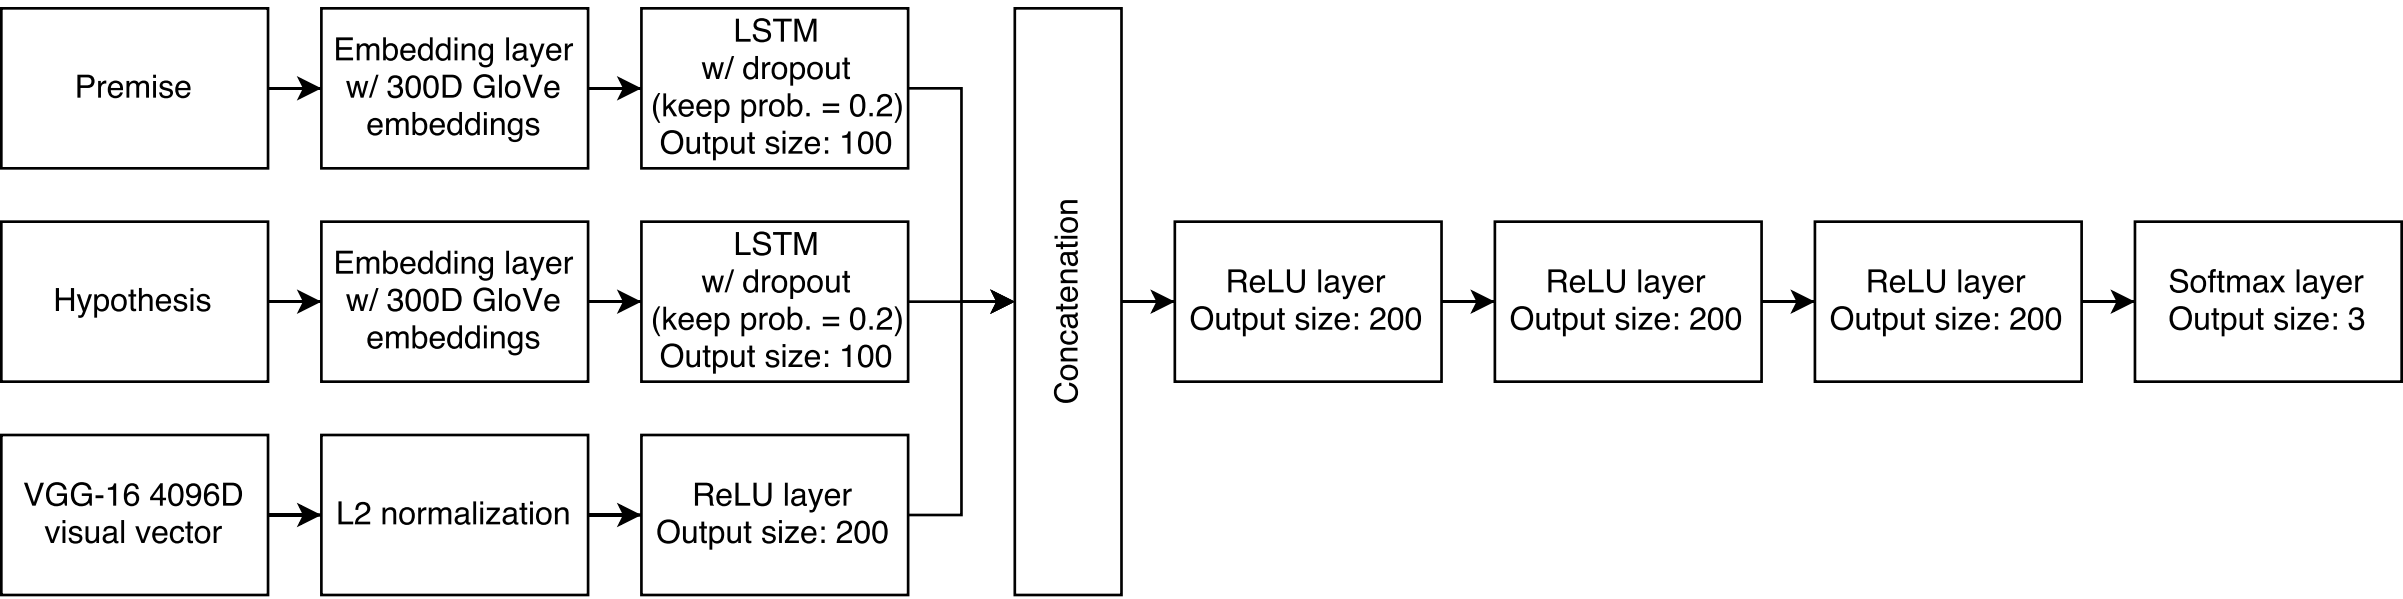 Premise
Embedding layer
w/ 300D GloVe
embeddings
LSTM
w/ dropout
(keep prob. = 0.2)
Output size: 100
Hypothesis
Embedding layer
w/ 300D GloVe
embeddings
LSTM
w/ dropout
(keep prob. = 0.2)
Output size: 100
VGG-16 4096D
visual vector
L2 normalization
ReLU layer
Output size: 200
Concatenation
ReLU layer
Output size: 200
ReLU layer
Output size: 200
ReLU layer
Output size: 200
Softmax layer
Output size: 3